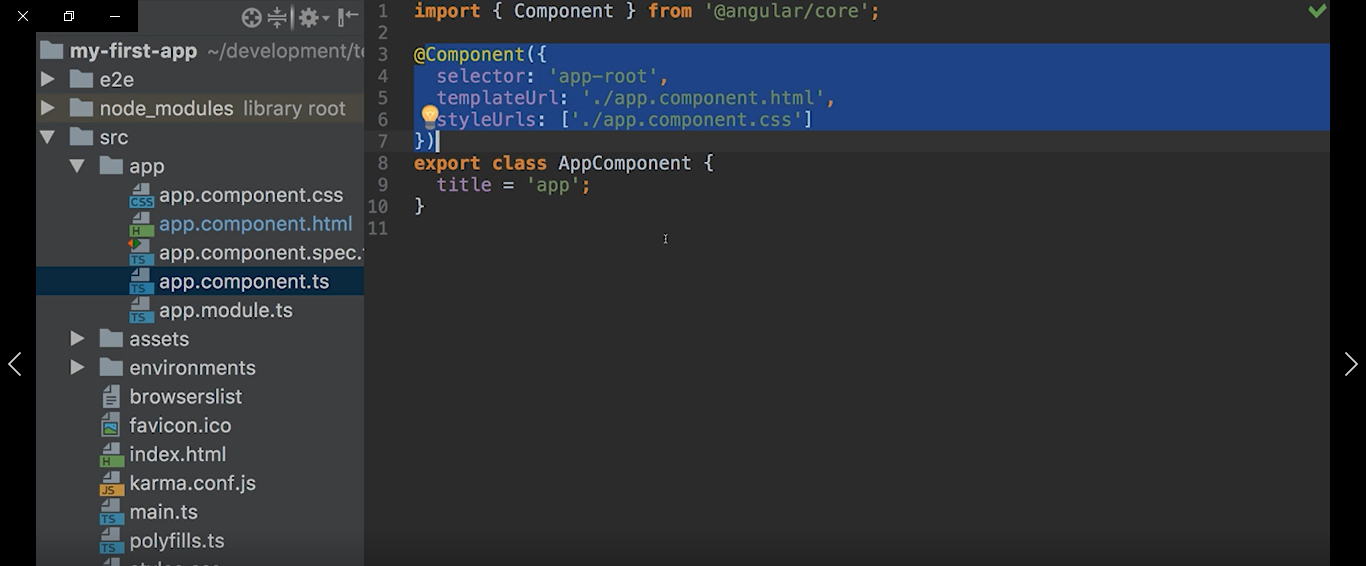 my-first-app ~/development/t
e2e
node_modules library root
src
app
app.component.css
app.component.html
app.component.spec.
app.component.ts
app.module.ts
assets
environments
browserslist
favicon.ico
index.html
karma.conf.js
main.ts
polyfills.ts
1 import { Component } from '@angular/core';
2
3 @Component({
4 selector: 'app-root',
5 templateUrl: './app.component.html',
6 styleUrls: ['./app.component.css']
7 })
8 export class AppComponent {
9 title = 'app';
10 }
11